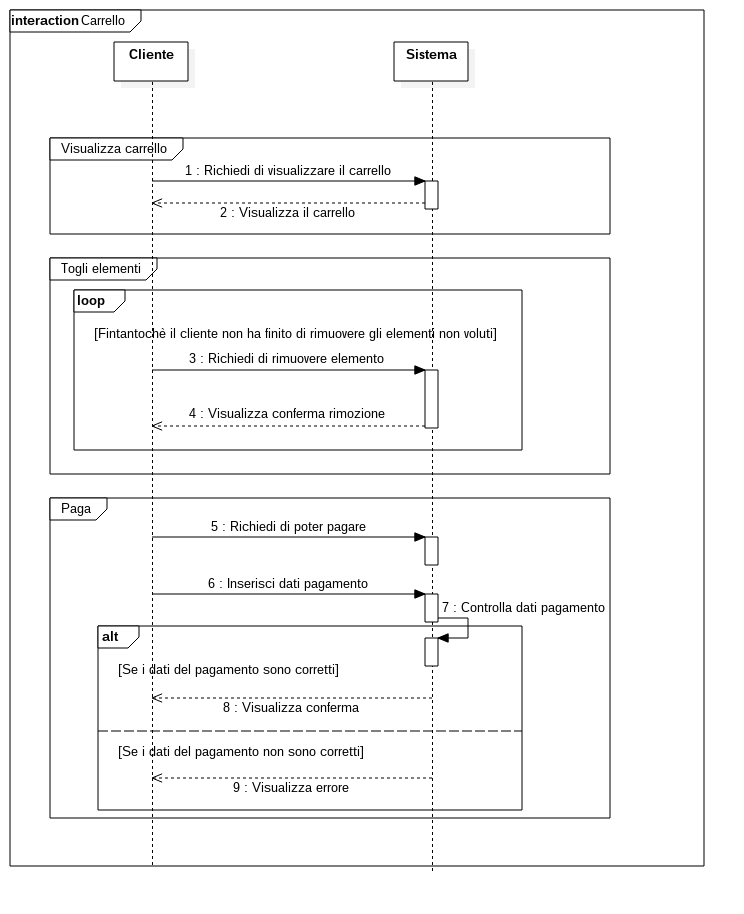 interaction Carrello
Cliente
Sistema
Visualizza carrello
1 : Richiedi di visualizzare il carrello
2 : Visualizza il carrello
Togli elementi
loop
[Fintantochè il cliente non ha finito di rimuovere gli elementi non voluti]
3 : Richiedi di rimuovere elemento
4 : Visualizza conferma rimozione
Paga
5 : Richiedi di poter pagare
6 : Inserisci dati pagamento
7 : Controlla dati pagamento
alt
[Se i dati del pagamento sono corretti]
8 : Visualizza conferma
[Se i dati del pagamento non sono corretti]
9 : Visualizza errore